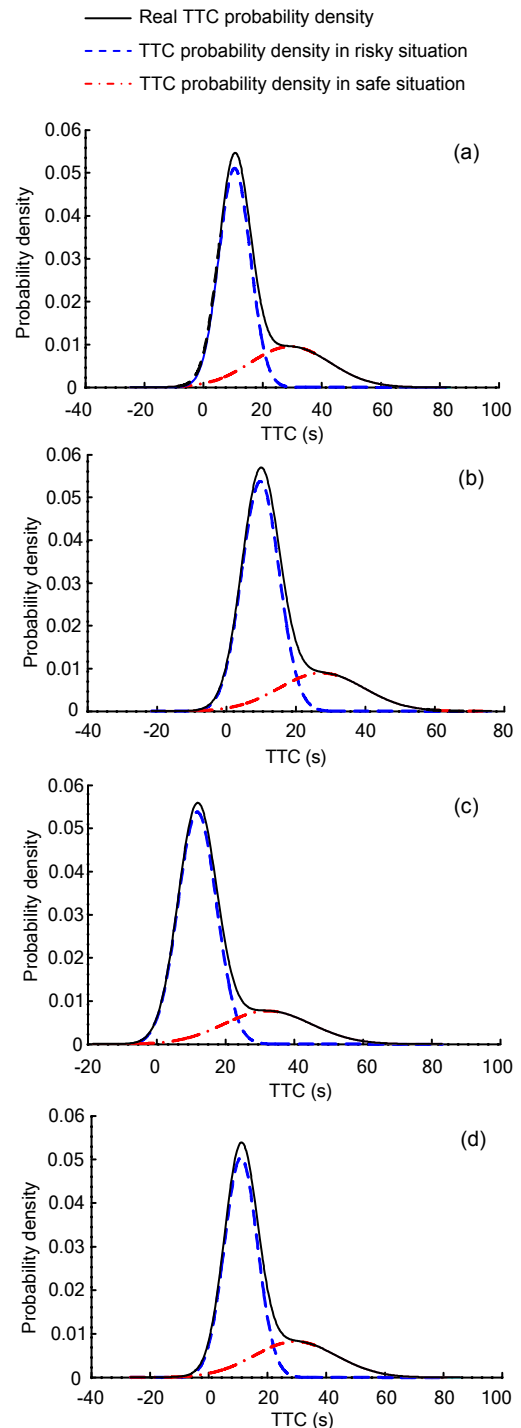 Real TTC probability density
TTC probability density in risky situation
TTC probability density in safe situation
(a)
Probability density
0.06
0.05
0.04
0.03
0.02
0.01
0
-40 -20 0 20 40 60 80 100
TTC (s)
(b)
Probability density
0.06
0.05
0.04
0.03
0.02
0.01
0
-40 -20 0 20 40 60 80
TTC (s)
(c)
Probability density
0.06
0.05
0.04
0.03
0.02
0.01
0
-20 0 20 40 60 80 100
TTC (s)
(d)
Probability density
0.06
0.05
0.04
0.03
0.02
0.01
0
-40 -20 0 20 40 60 80 100
TTC (s)